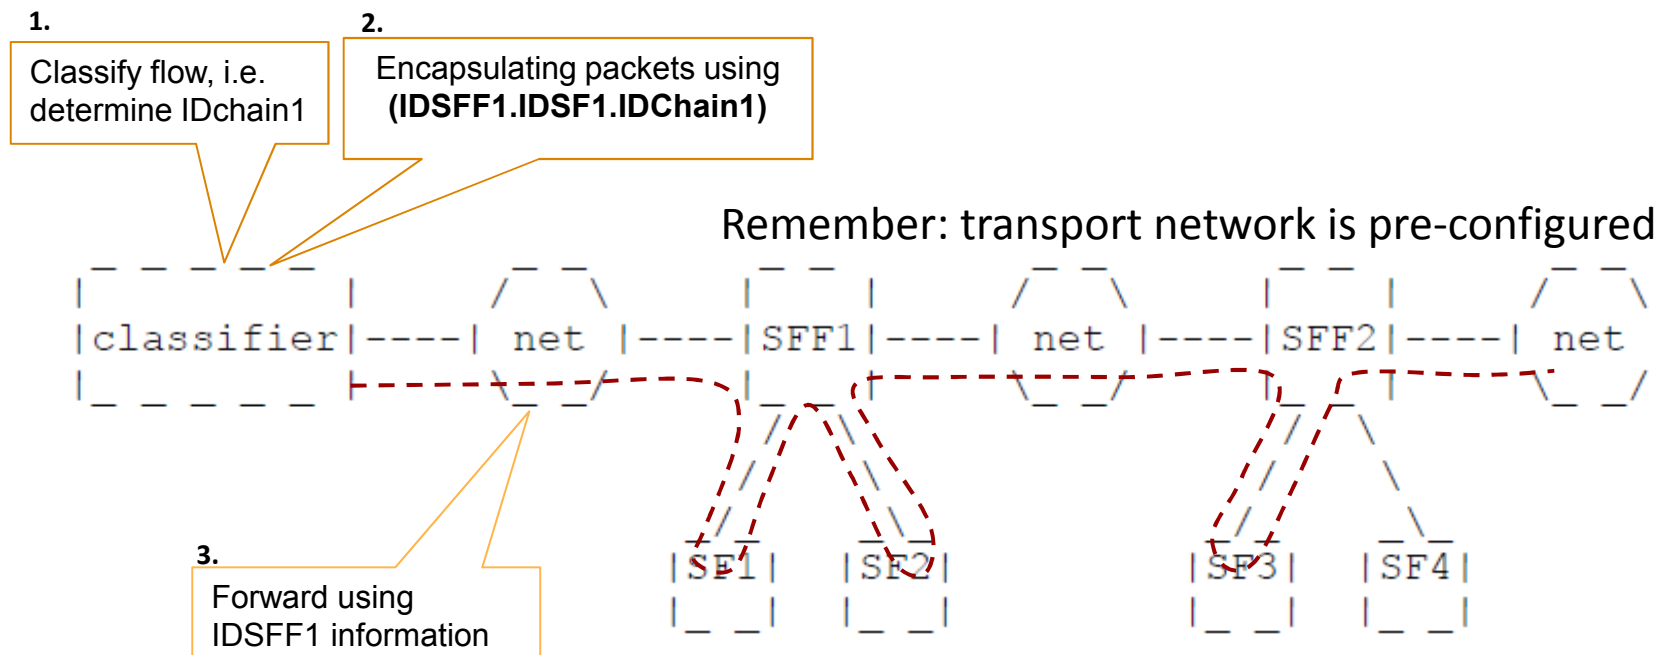 1.
Classify flow, i.e.
determine IDchain1
2.
Encapsulating packets using
(IDSFF1.IDSF1.IDChain1)
Remember: transport network is pre-configured
|classifier|----| net |----|SFF1|----| net |----|SFF2|----| net
|SF1| |SF2| |SF3| |SF4|
3.
Forward using
IDSFF1 information